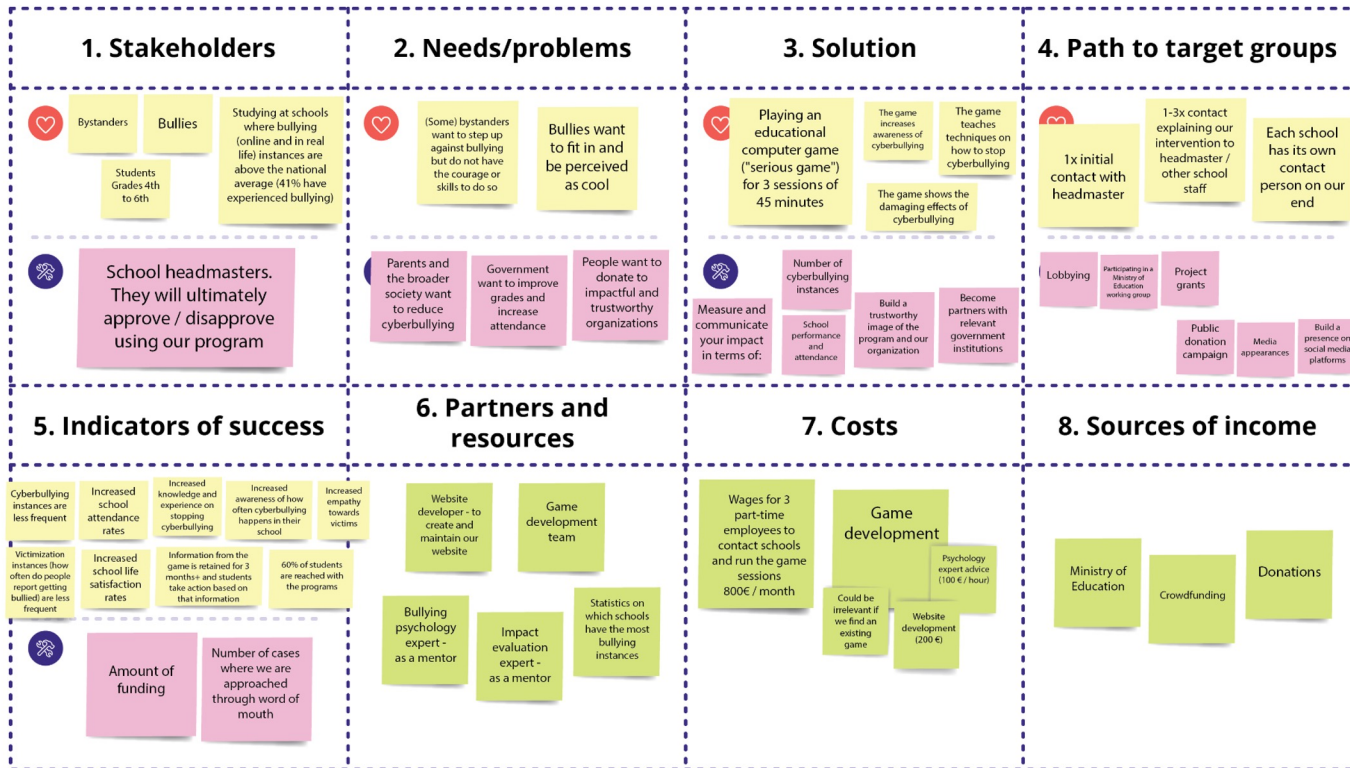 1. Stakeholders
Bystanders
Bullies
Studying at schools
where bullying
(online and in real
life) instances are
above the national
average (41% have
experienced bullying)
Students
Grades 4th
to 6th
School headmasters.
They will ultimately
approve / disapprove
using our program
2. Needs/problems
(Some) bystanders
want to step up
against bullying
but do not have
the courage or
skills to do so
Bullies want
to fit in and
be perceived
as cool
Parents and
the broader
society want
to reduce
cyberbullying
Government
want to improve
grades and
increase
attendance
People want to
donate to
impactful and
trustworthy
organizations
3. Solution
Playing an
educational
computer game
("serious game")
for 3 sessions of
45 minutes
The game
increases
awareness of
cyberbullying
The game
teaches
techniques on
how to stop
cyberbullying
The game shows the
damaging effects of
cyberbullying
Measure and
communicate
your impact
in terms of:
Number of
cyberbullying
instances
School
performance
and
attendance
Build a
trustworthy
image of the
program and our
organization
Become
partners with
relevant
government
institutions
4. Path to target groups
1x initial
contact with
headmaster
1-3x contact
explaining our
intervention to
headmaster /
other school
staff
Each school
has its own
contact
person on our
end
Lobbying
Participating in a
Ministry of
Education
working group
Project
grants
Public
donation
campaign
Media
appearances
Build a
presence on
social media
platforms
5. Indicators of success
Cyberbullying
instances are
less frequent
Increased
school
attendance
rates
Increased
knowledge and
experience on
stopping
cyberbullying
Increased
awareness of how
often cyberbullying
happens in their
school
Increased
empathy
towards
victims
Victimization
instances (how
often do people
report getting
bullied) are less
frequent
Increased
school life
satisfaction
rates
Information from the
game is retained for 3
months+ and students
take action based on
that information
60% of students
are reached with
the programs
Amount of
funding
Number of cases
where we are
approached
through word of
mouth
6. Partners and
resources
Website
developer - to
create and
maintain our
website
Game
development
team
Bullying
psychology
expert -
as a mentor
Impact
evaluation
expert -
as a mentor
Statistics on
which schools
have the most
bullying
instances
7. Costs
Wages for 3
part-time
employees to
contact schools
and run the game
sessions
800€ / month
Game
development
Psychology
expert advice
(100 € / hour)
Could be
irrelevant if
we find an
existing
game
Website
development
(200 €)
8. Sources of income
Ministry of
Education
Crowdfunding
Donations